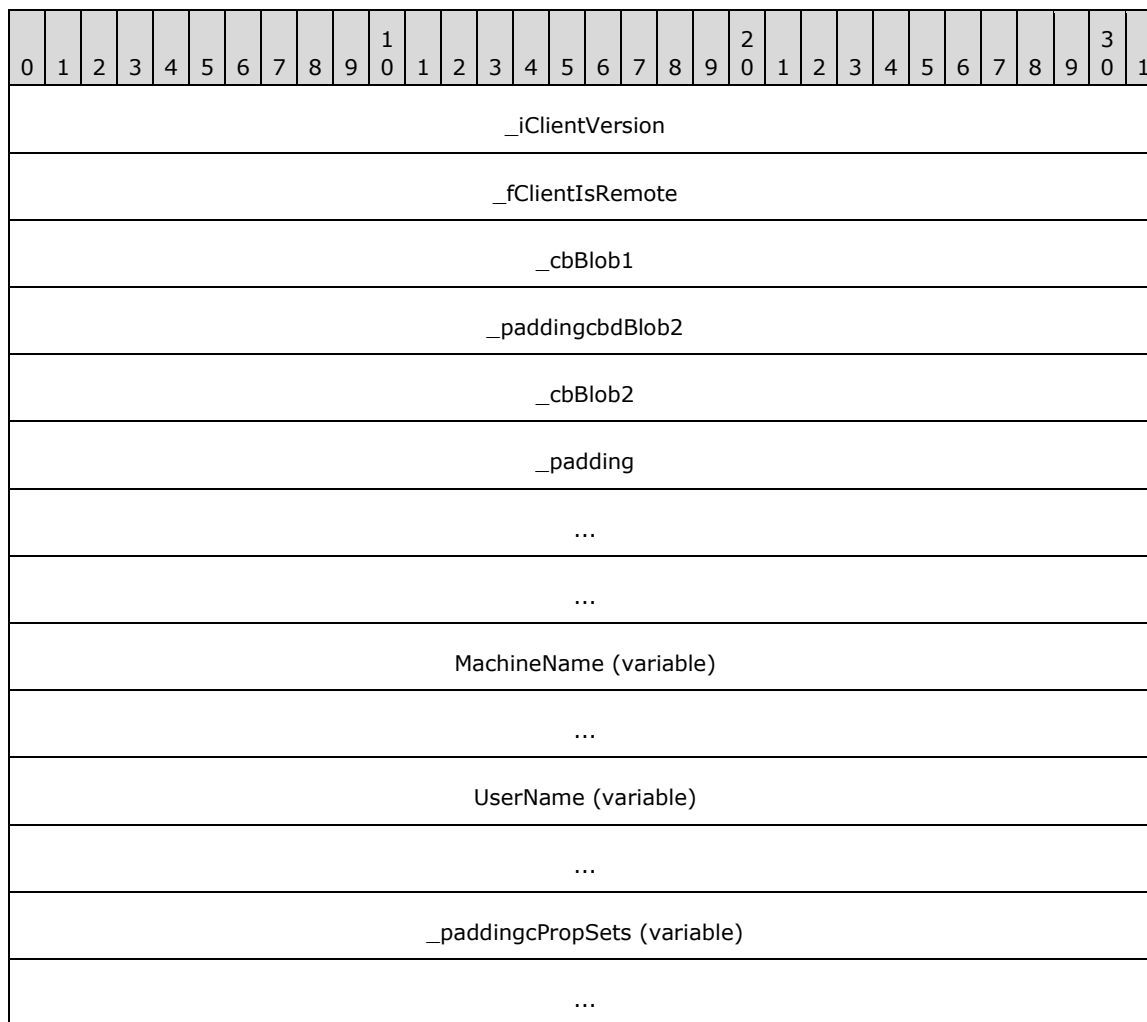 1 2 3
0 1 2 3 4 5 6 7 8 9 0 1 2 3 4 5 6 7 8 9 0 1 2 3 4 5 6 7 8 9 0 1
_iClientVersion
_fClientIsRemote
_cbBlob1
_paddingcbdBlob2
_cbBlob2
_padding
...
...
MachineName (variable)
...
UserName (variable)
...
_paddingcPropSets (variable)
...